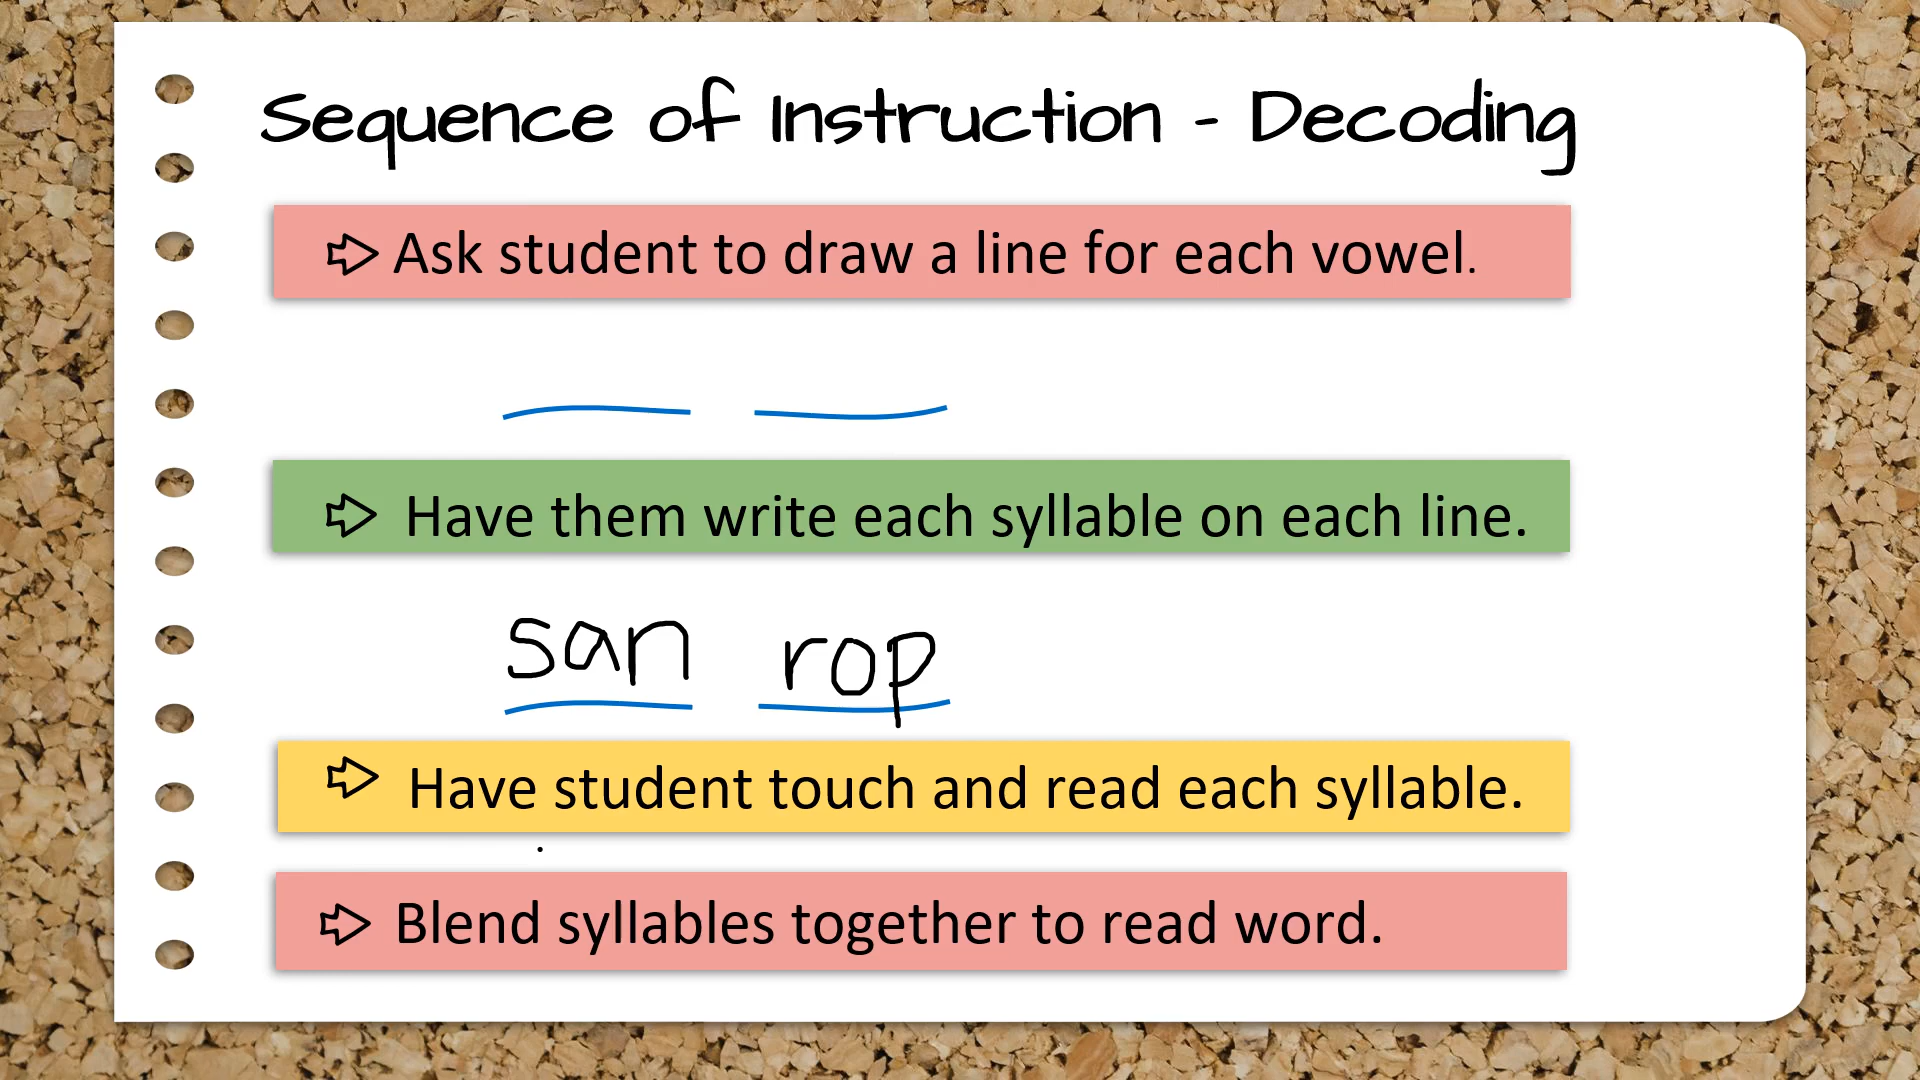 Sequence of Instruction - Decoding
Ask student to draw a line for each vowel.
Have them write each syllable on each line.
san rop
Have student touch and read each syllable.
Blend syllables together to read word.